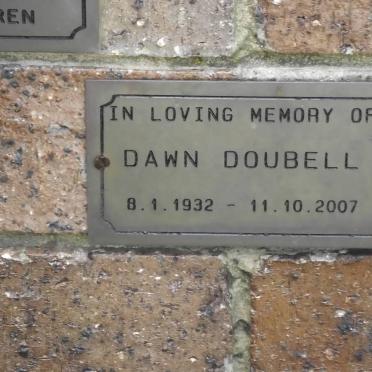 REN
IN LOVING MEMORY OF
DAWN DOUBELL
8.1.1932 - 11.10.2007